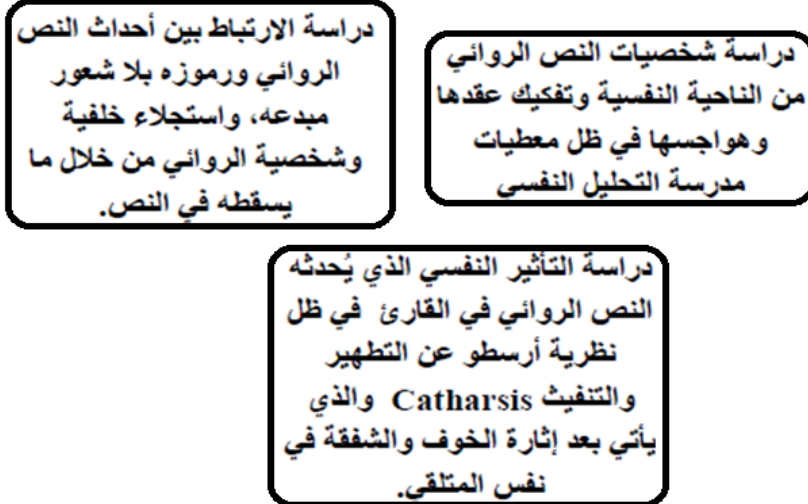 دراسة شخصيات النص الروائي
من الناحية النفسية وتفكيك عقدها
وهواجسها في ظل معطيات
مدرسة التحليل النفسي
دراسة الارتباط بين أحداث النص
الروائي ورموزه بلا شعور
مبدعه، واستجلاء خلفية
وشخصية الروائي من خلال ما
يسقطه في النص.
دراسة التأثير النفسي الذي يُحدثه
النص الروائي في القارئ في ظل
نظرية أرسطو عن التطهير
والتنفيث Catharsis والذي
يأتي بعد إثارة الخوف والشفقة في
نفس المتلقي.